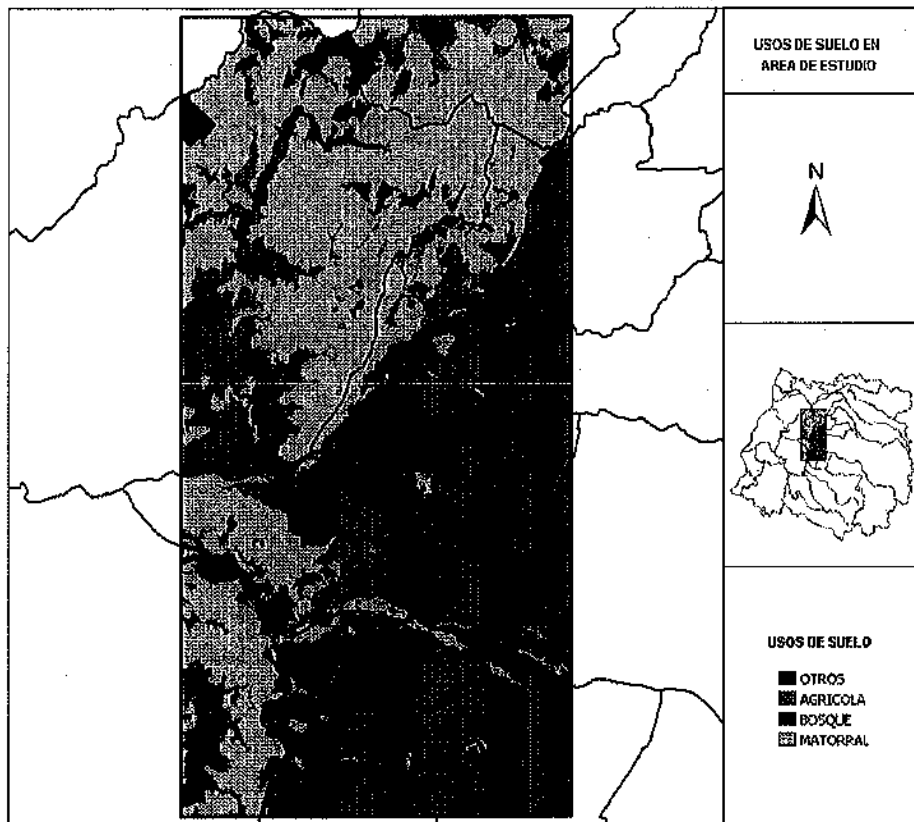 USOS DE SUELO EN
AREA DE ESTUDIO
N
USOS DE SUELO
OTROS
AGRICOLA
BOSQUE
MATORRAL